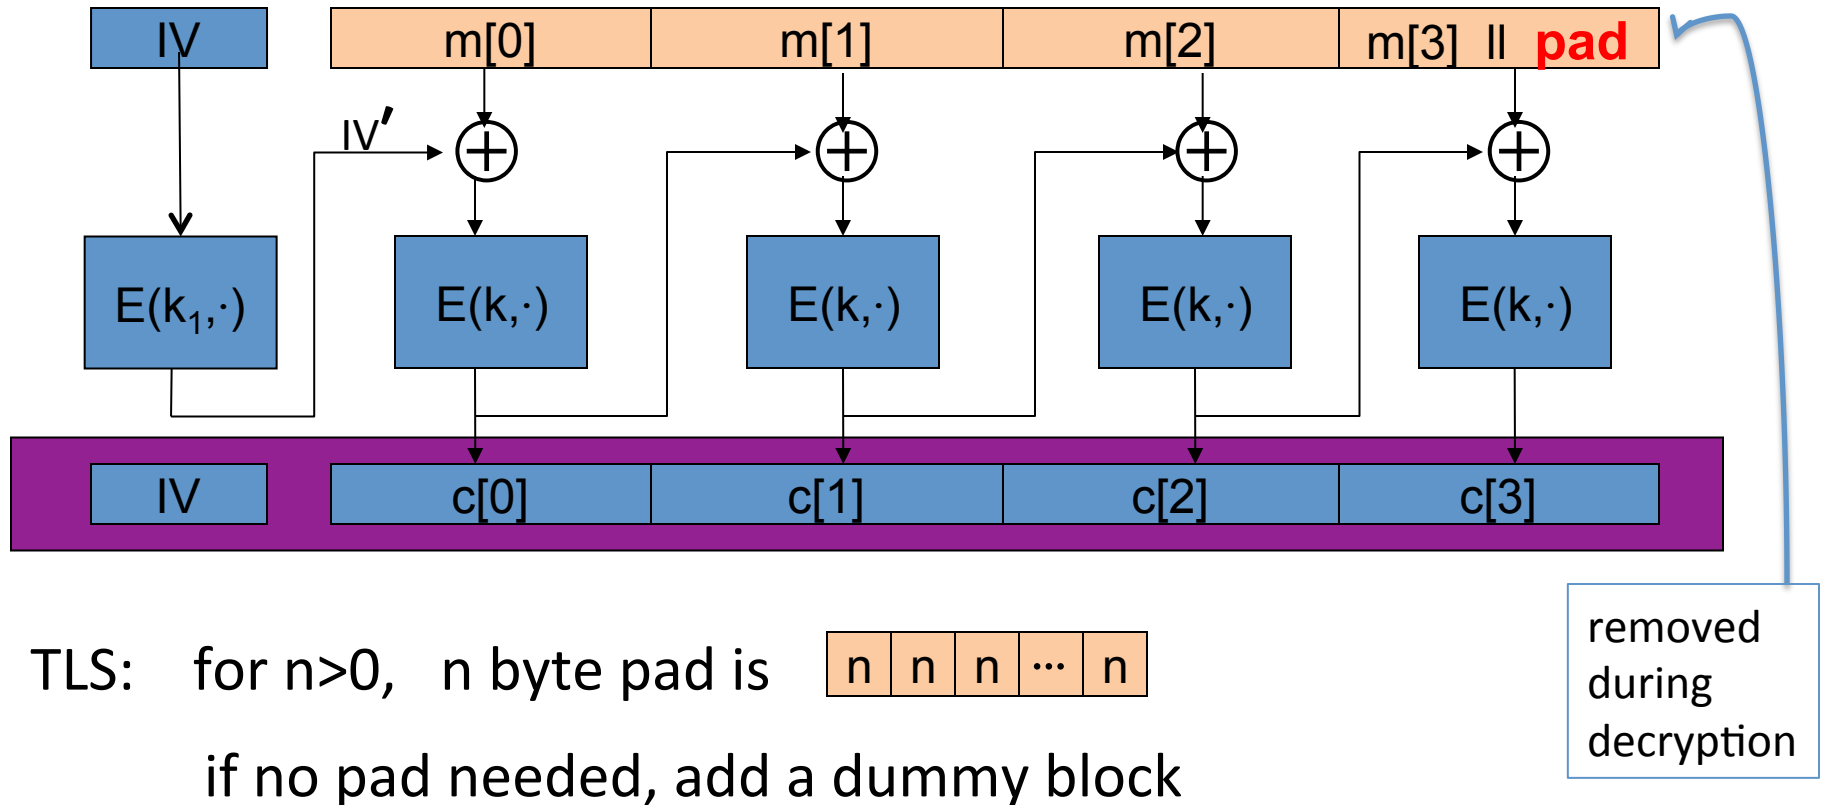 IV m[0] m[1] m[2] m[3] ll pad
IV′
E(k₁,·) E(k,·) E(k,·) E(k,·) E(k,·)
IV c[0] c[1] c[2] c[3]
removed
during
decryption
TLS: for n>0, n byte pad is n n n ··· n
if no pad needed, add a dummy block